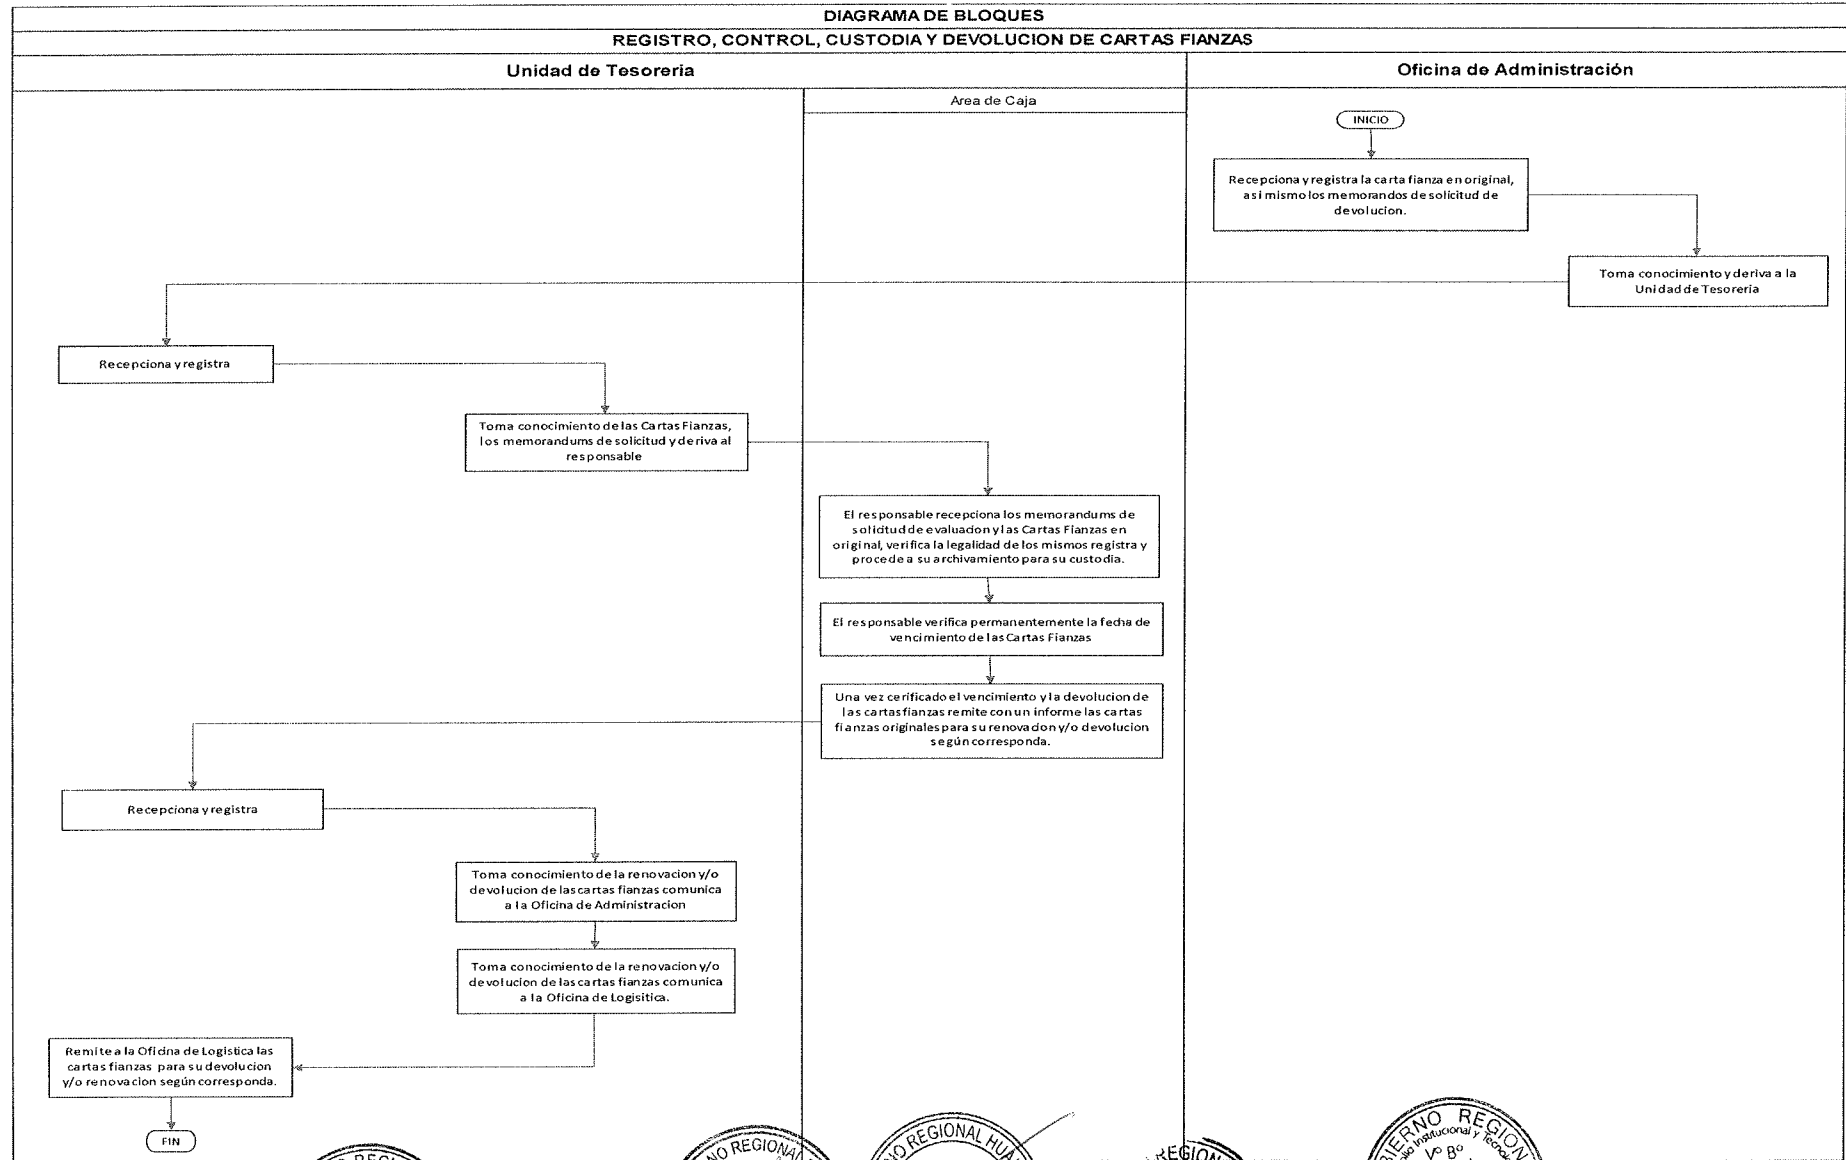 DIAGRAMA DE BLOQUES
REGISTRO, CONTROL, CUSTODIA Y DEVOLUCION DE CARTAS FIANZAS
Unidad de Tesoreria
Oficina de Administración
Area de Caja
INICIO
Recepciona y registra la carta fianza en original,
asi mismo los memorandos de solicitud de
devolucion.
Toma conocimiento y deriva a la
Unidad de Tesoreria
Recepciona y registra
Toma conocimiento de las Cartas Fianzas,
los memorandums de solicitud y deriva al
responsable
El responsable recepciona los memorandums de
solicitud de evaluacion y las Cartas Fianzas en
original, verifica la legalidad de los mismos registra y
procede a su archivamiento para su custodia.
El responsable verifica permanentemente la fecha de
vencimiento de las Cartas Fianzas
Una vez cerificado el vencimiento y la devolucion de
las cartas fianzas remite con un informe las cartas
fianzas originales para su renovacion y/o devolucion
según corresponda.
Recepciona y registra
Toma conocimiento de la renovacion y/o
devolucion de las cartas fianzas comunica
a la Oficina de Administracion
Toma conocimiento de la renovacion y/o
devolucion de las cartas fianzas comunica
a la Oficina de Logisitica.
Remite a la Oficina de Logistica las
cartas fianzas para su devolucion
y/o renovacion según corresponda.
FIN
REGIONAL
REGIONAL
REGION
Institucional y
Vº Bº